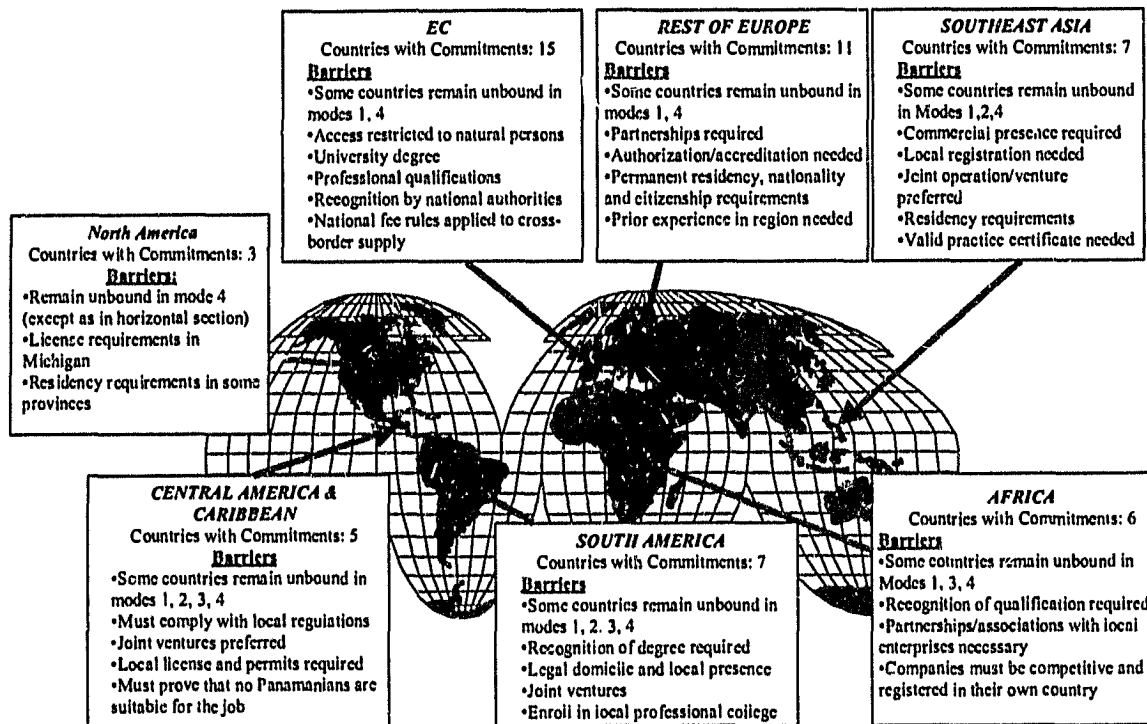 EC
Countries with Commitments: 15
Barriers
•Some countries remain unbound in
modes 1, 4
•Access restricted to natural persons
•University degree
•Professional qualifications
•Recognition by national authorities
•National fee rules applied to cross-
border supply
REST OF EUROPE
Countries with Commitments: 11
Barriers
•Some countries remain unbound in
modes 1, 4
•Partnerships required
•Authorization/accreditation needed
•Permanent residency, nationality
and citizenship requirements
•Prior experience in region needed
SOUTHEAST ASIA
Countries with Commitments: 7
Barriers
•Some countries remain unbound
in Modes 1,2,4
•Commercial presence required
•Local registration needed
•Joint operation/venture
preferred
•Residency requirements
•Valid practice certificate needed
North America
Countries with Commitments: 3
Barriers:
•Remain unbound in mode 4
(except as in horizontal section)
•License requirements in
Michigan
•Residency requirements in some
provinces
CENTRAL AMERICA &
CARIBBEAN
Countries with Commitments: 5
Barriers
•Some countries remain unbound in
modes 1, 2, 3, 4
•Must comply with local regulations
•Joint ventures preferred
•Local license and permits required
•Must prove that no Panamanians are
suitable for the job
SOUTH AMERICA
Countries with Commitments: 7
Barriers
•Some countries remain unbound in
modes 1, 2. 3, 4
•Recognition of degree required
•Legal domicile and local presence
•Joint ventures
•Enroll in local professional college
AFRICA
Countries with Commitments: 6
Barriers
•Some countries remain unbound in
Modes 1, 3, 4
•Recognition of qualification required
•Partnerships/associations with local
enterprises necessary
•Companies must be competitive and
registered in their own country